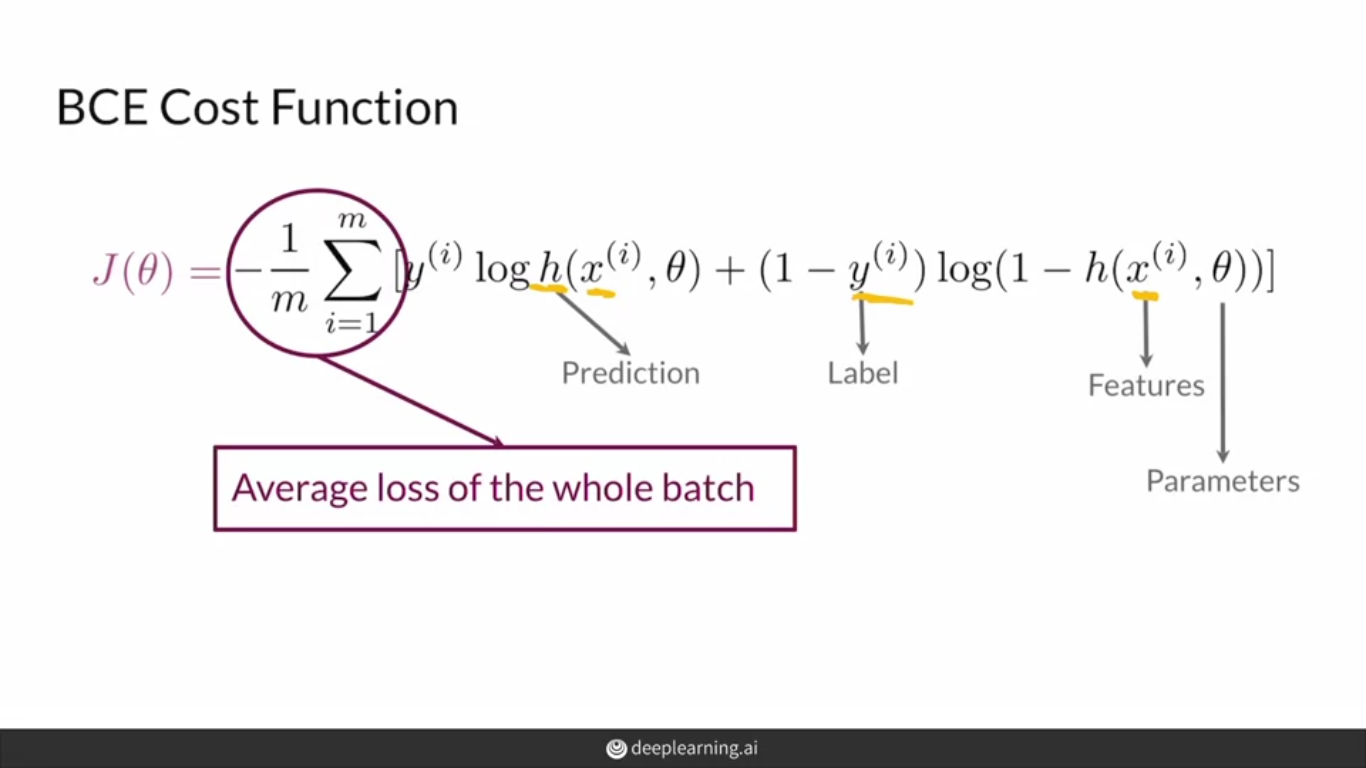 BCE Cost Function
J(θ) = −1/m ∑_{i=1}^{m} [y^{(i)} log h(x^{(i)}, θ) + (1 − y^{(i)}) log(1 − h(x^{(i)}, θ))]
Prediction
Label
Features
Parameters
Average loss of the whole batch
deeplearning.ai